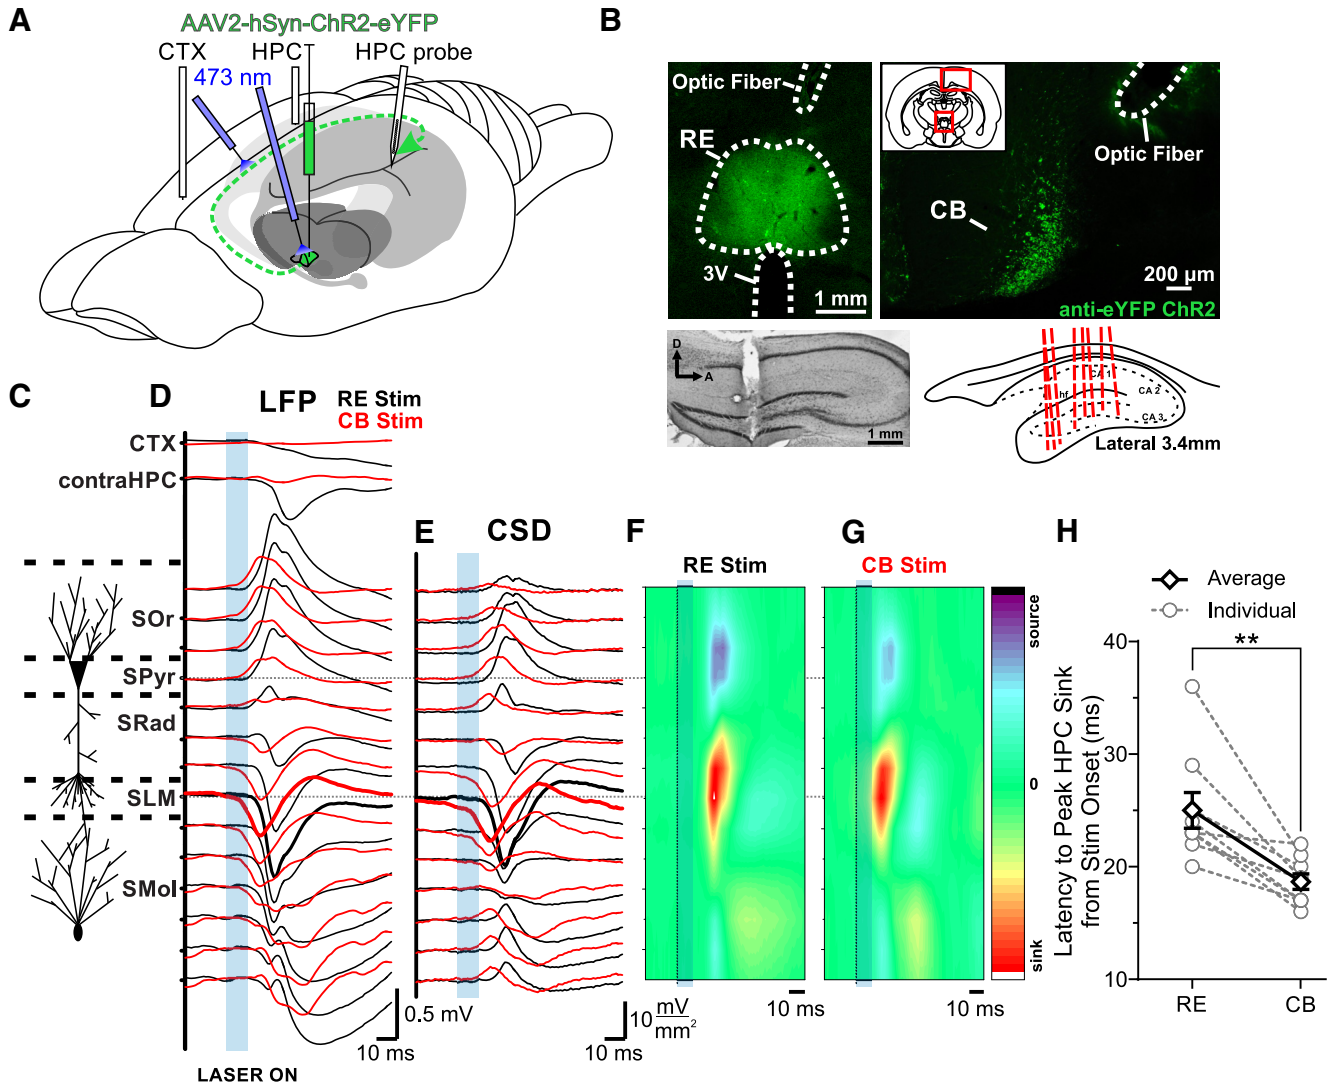 A
AAV2-hSyn-ChR2-eYFP
CTX
HPC
HPC probe
473 nm
B
Optic Fiber
RE
3V
1 mm
CB
Optic Fiber
200 µm
anti-eYFP ChR2
D
A
1 mm
CA 1
CA 2
hf
CA 3
Lateral 3.4mm
C
D
LFP
RE Stim
CB Stim
CTX
contraHPC
SOr
SPyr
SRad
SLM
SMol
0.5 mV
10 ms
LASER ON
E
CSD
10 mV/mm²
10 ms
F
RE Stim
10 ms
G
CB Stim
10 ms
source
0
sink
H
Average
Individual
**
Latency to Peak HPC Sink
from Stim Onset (ms)
40
30
20
10
RE
CB